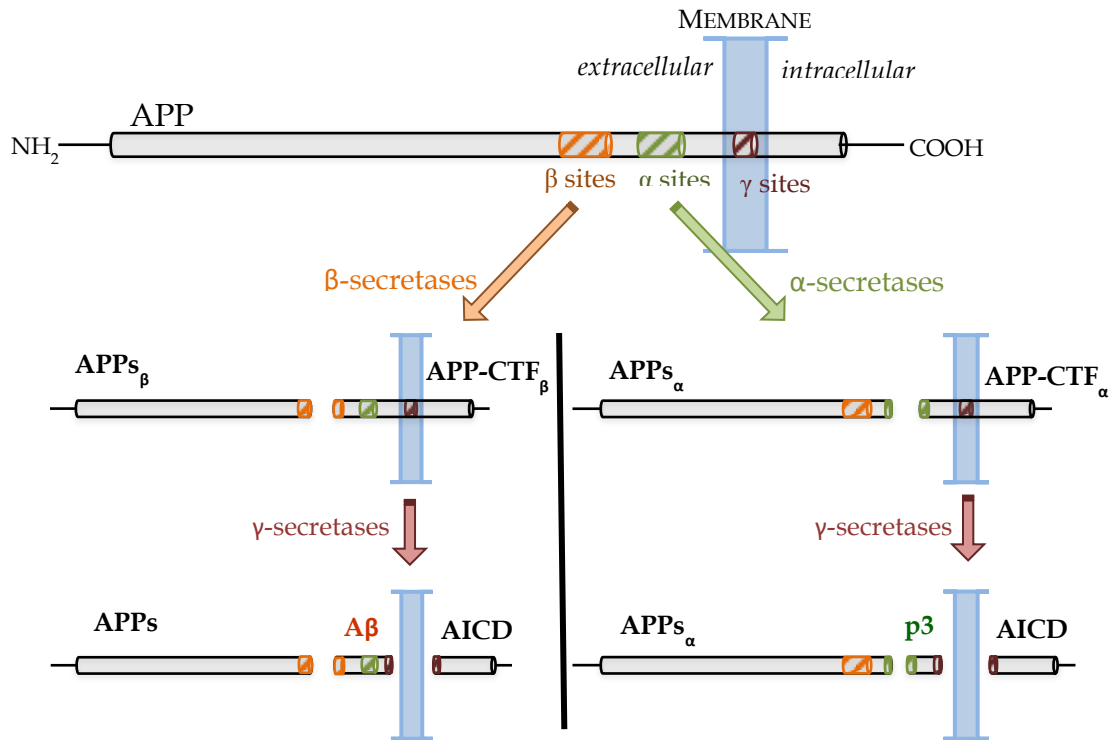 MEMBRANE
extracellular intracellular
APP
NH₂ COOH
β sites α sites γ sites
β-secretases α-secretases
APPsβ APP-CTFβ APPsα APP-CTFα
γ-secretases γ-secretases
APPs Aβ AICD APPsα p3 AICD